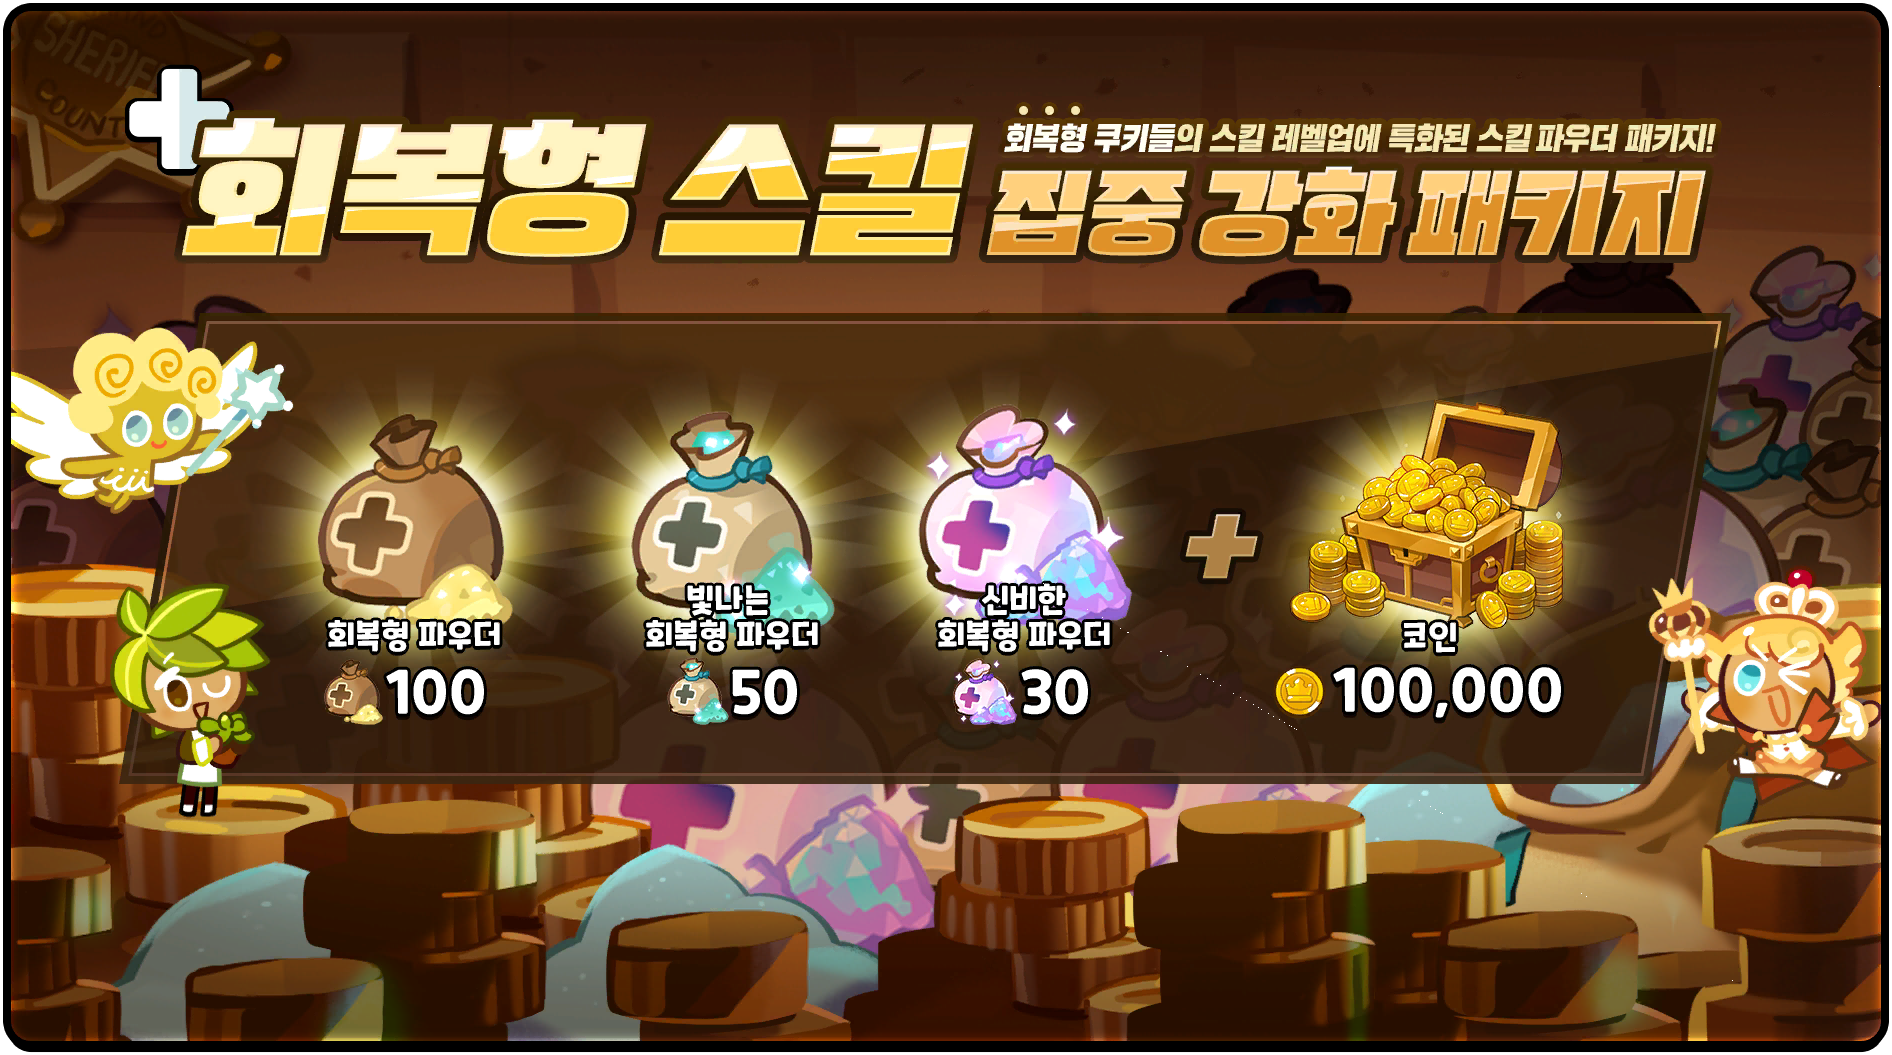 SHERIFF
COUNT
회복형 쿠키들의 스킬 레벨업에 특화된 스킬 파우더 패키지!
회복형 스킬 집중 강화 패키지
회복형 파우더
100
빛나는
회복형 파우더
50
신비한
회복형 파우더
30
+
코인
100,000